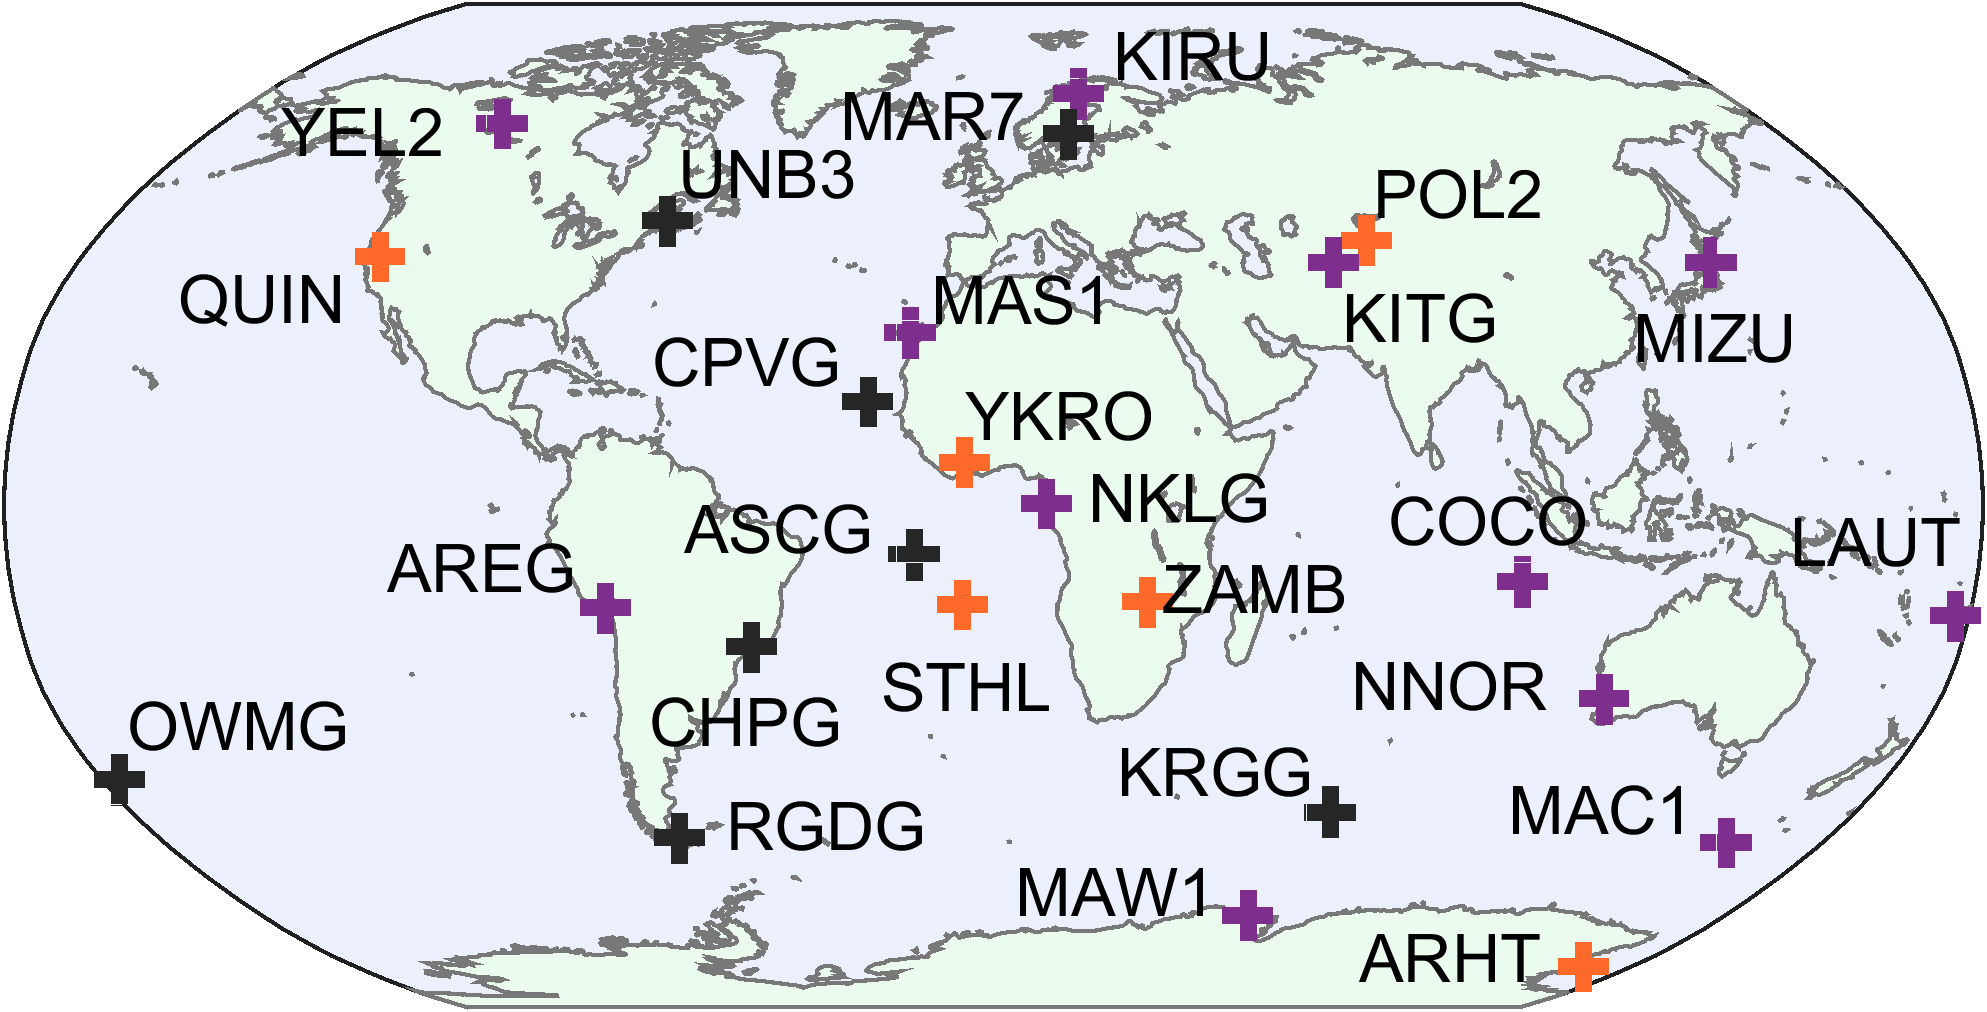 KIRU
MAR7
YEL2
UNB3
POL2
QUIN
MAS1
KITG
MIZU
CPVG
YKRO
NKLG
COCO
ASCG
LAUT
AREG
ZAMB
STHL
NNOR
OWMG
CHPG
KRGG
MAC1
RGDG
MAW1
ARHT